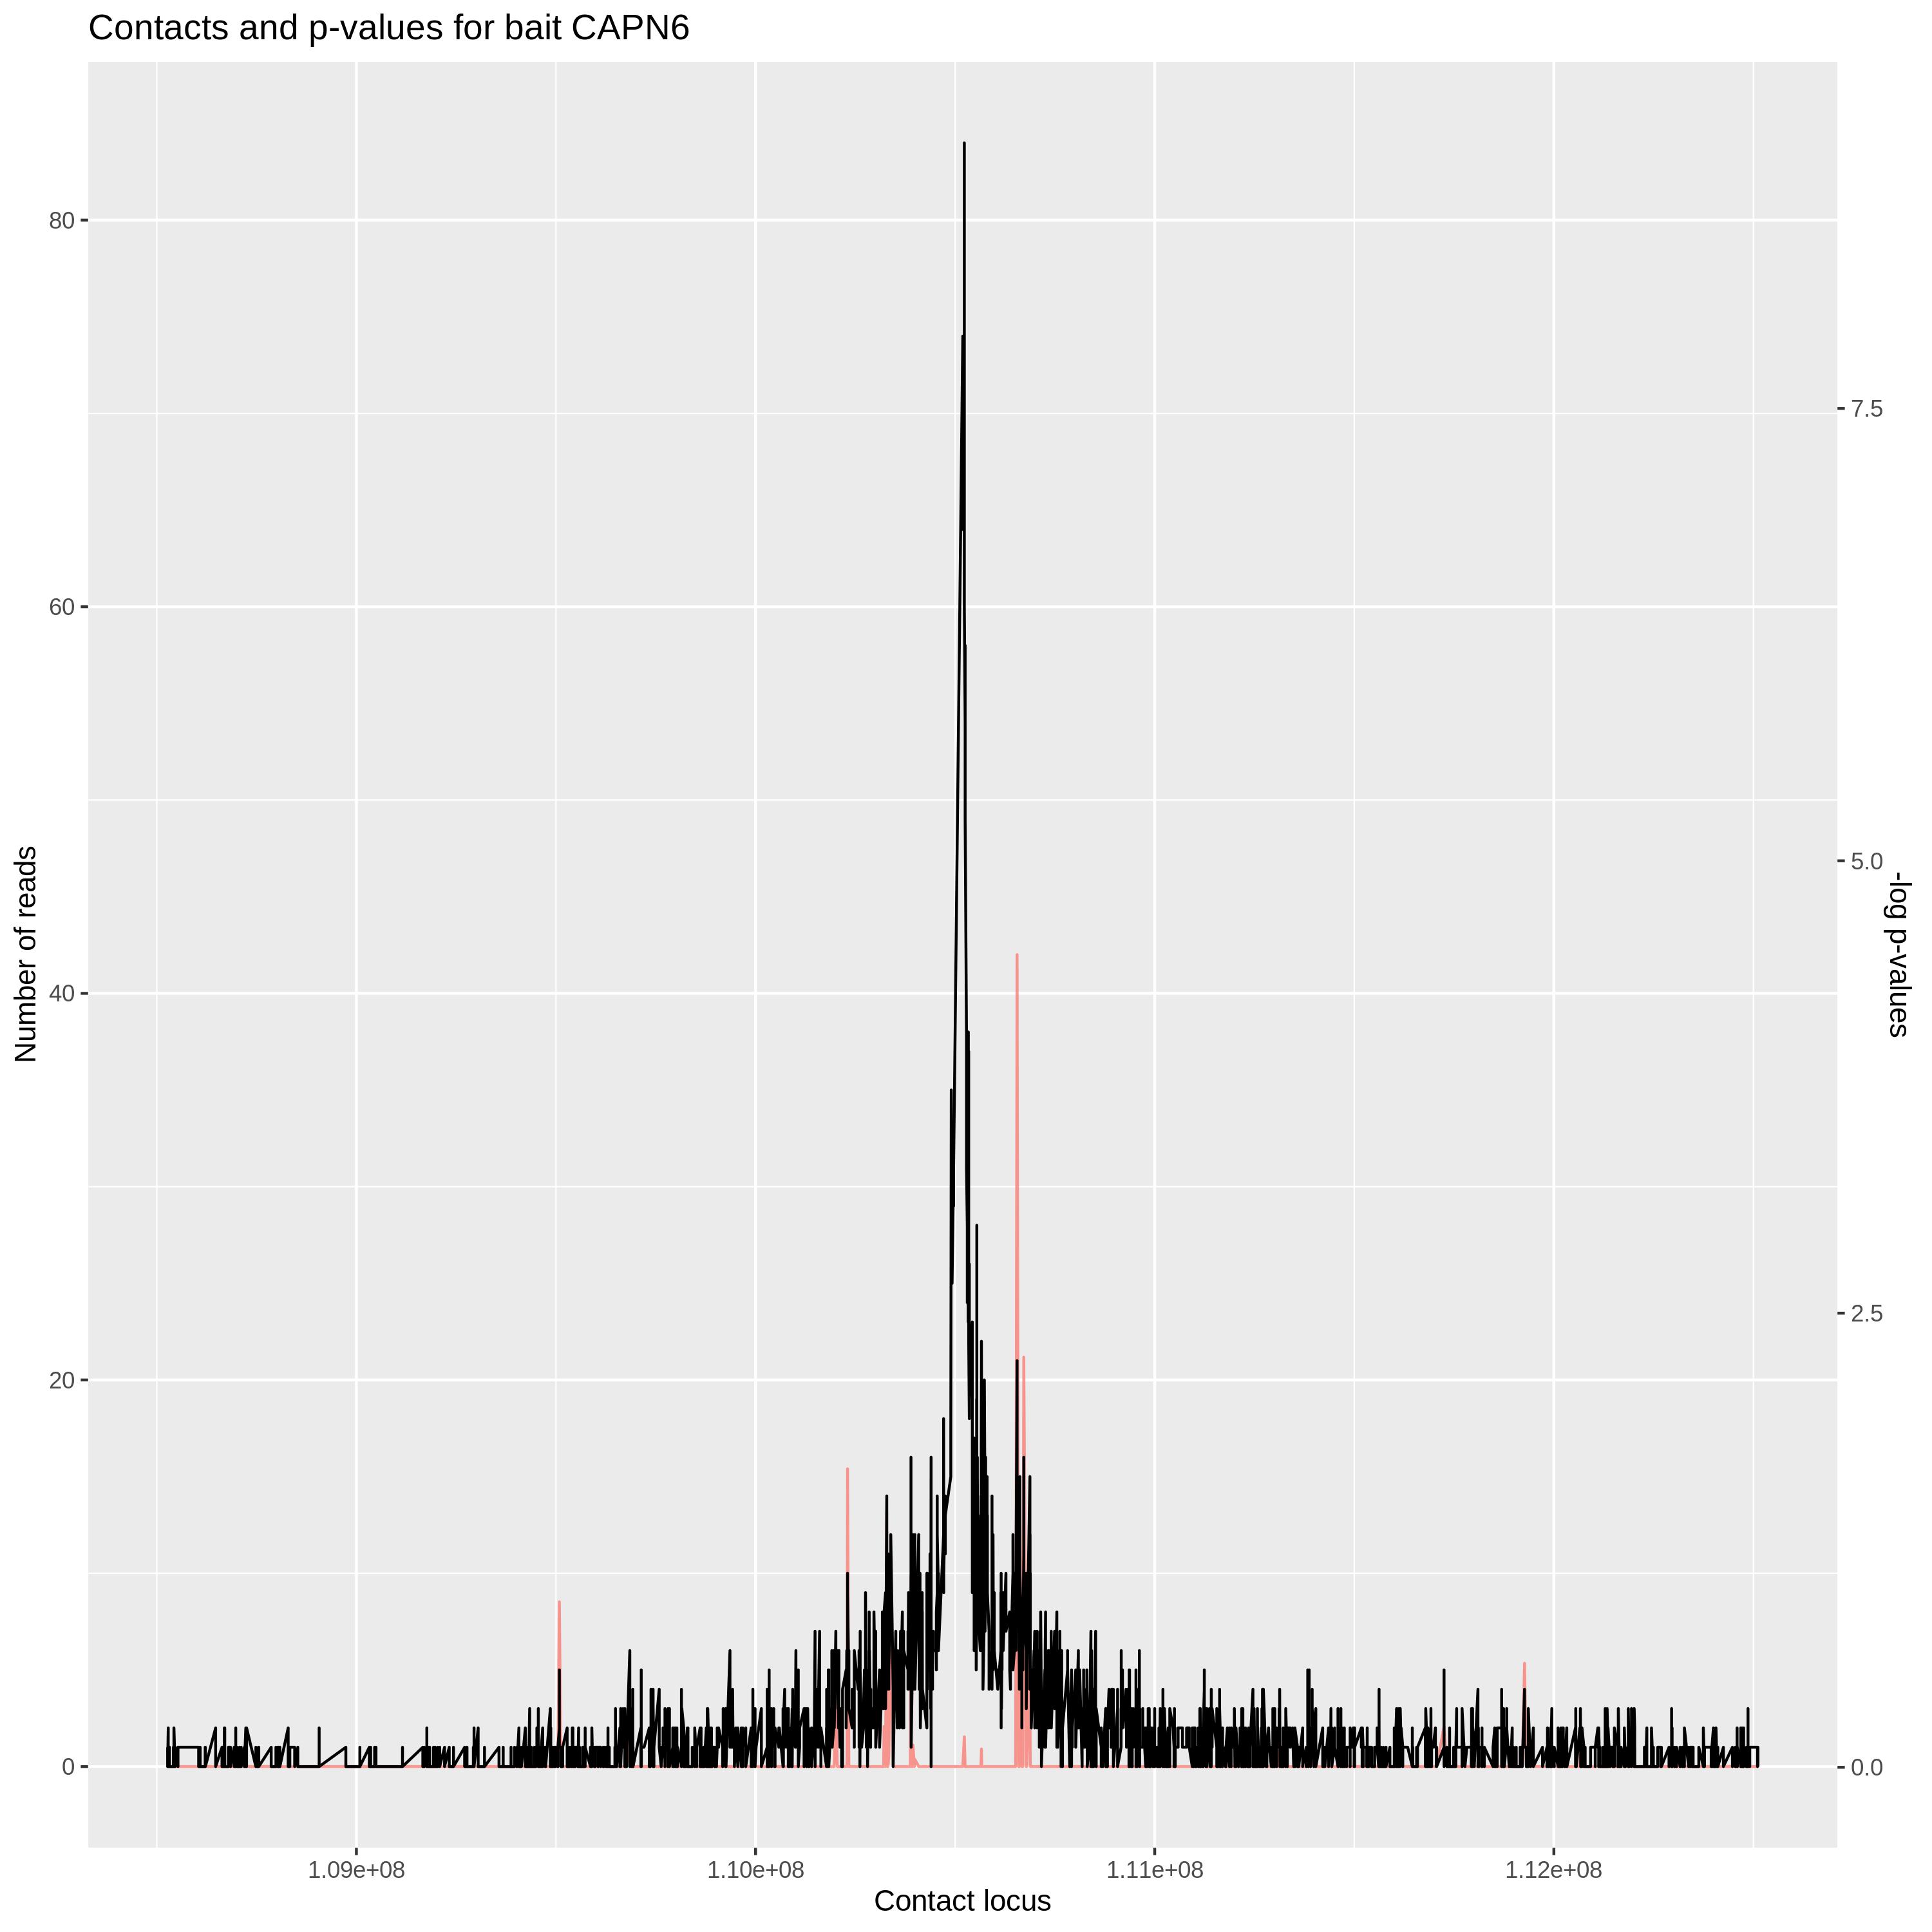 Contacts and p-values for bait CAPN6
80
60
40
20
0
Number of reads
7.5
5.0
2.5
0.0
-log p-values
1.09e+08 1.10e+08 1.11e+08 1.12e+08
Contact locus